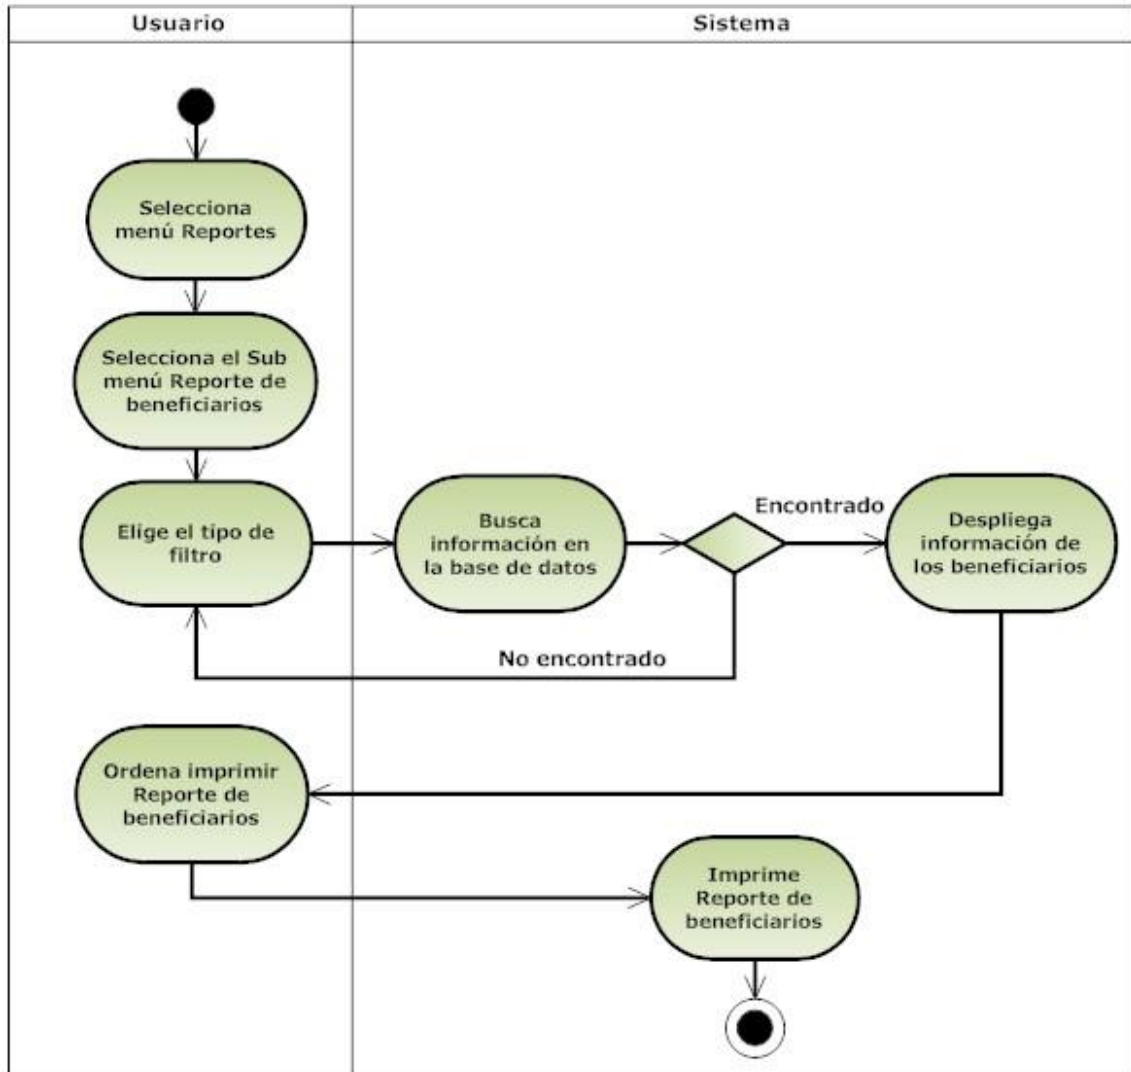 Usuario
Sistema
Selecciona
menú Reportes
Selecciona el Sub
menú Reporte de
beneficiarios
Elige el tipo de
filtro
Busca
información en
la base de datos
Encontrado
Despliega
información de
los beneficiarios
No encontrado
Ordena imprimir
Reporte de
beneficiarios
Imprime
Reporte de
beneficiarios